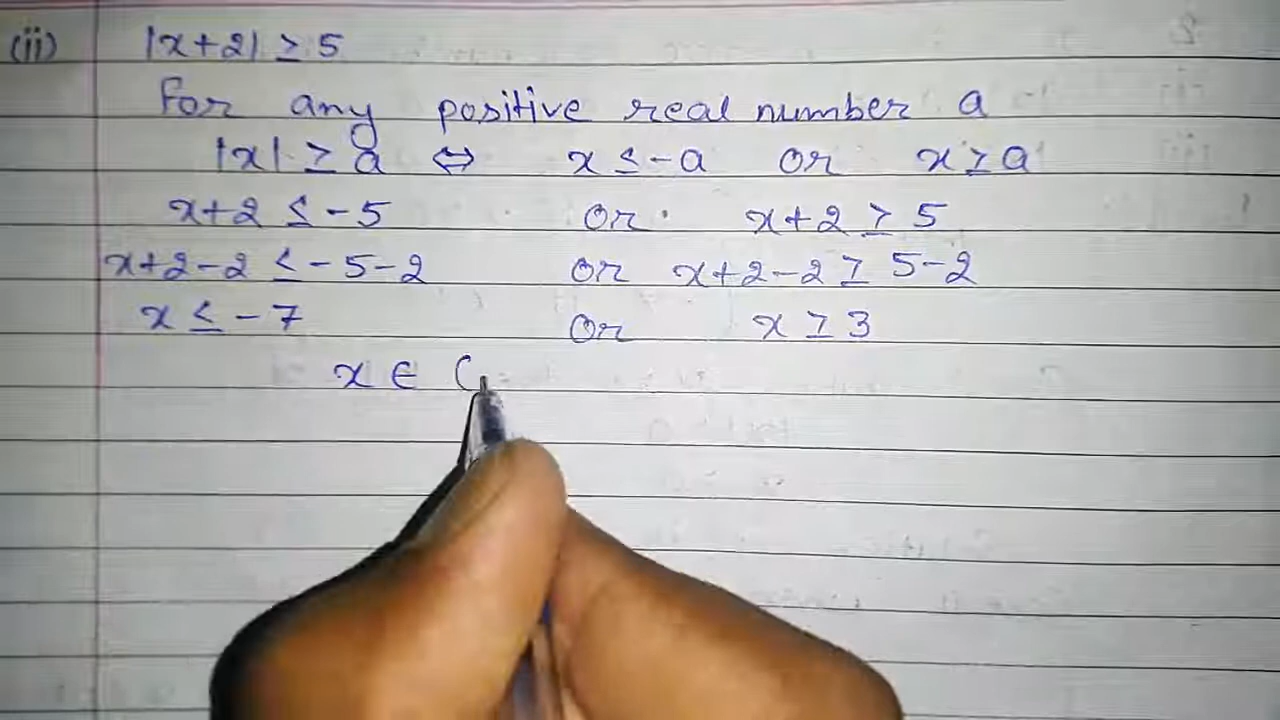 (ii) |x+2| ≥ 5
For any positive real number a
|x| ≥ a ⇔ x ≤ -a or x ≥ a
x+2 ≤ -5 or x+2 ≥ 5
x+2-2 ≤ -5-2 or x+2-2 ≥ 5-2
x ≤ -7 or x ≥ 3
x ∈ (